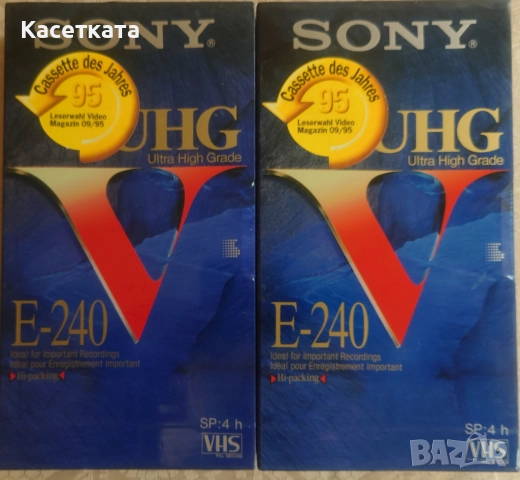 Касетката
SONY®
Cassette des Jahres
95
Leserwahl Video
Magazin 09/95
UHG
Ultra High Grade
V
E-240
Ideal for Important Recordings
Idéal pour Enregistrement Important
Hi-packing
SP:4 h
VHS
SONY®
Cassette des Jahres
95
Leserwahl Video
Magazin 09/95
UHG
Ultra High Grade
V
E-240
Ideal for Important Recordings
Idéal pour Enregistrement Important
Hi-packing
SP:4 h
VHS
BAZAR